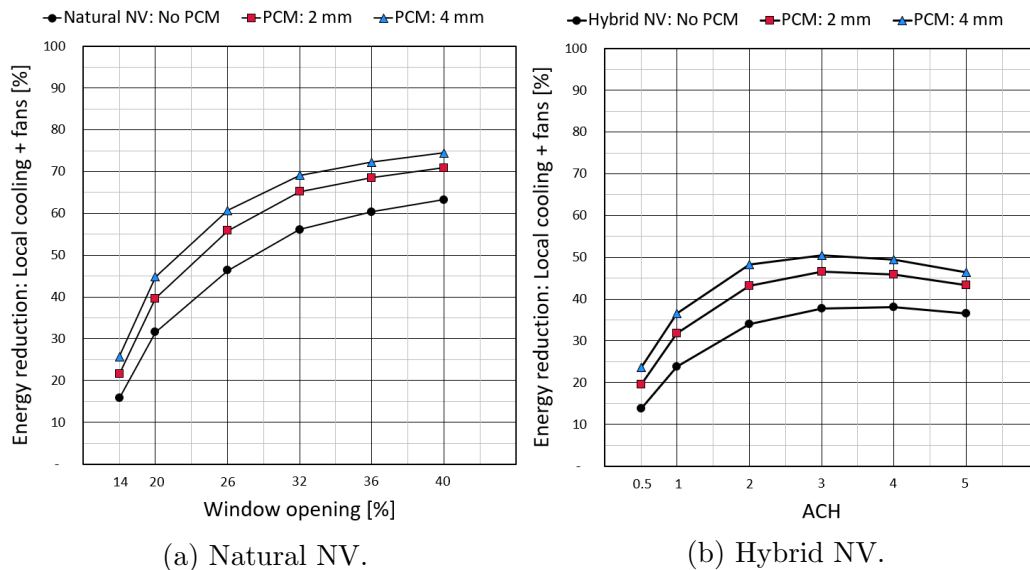 Natural NV: No PCM PCM: 2 mm PCM: 4 mm
Energy reduction: Local cooling + fans [%]
100
90
80
70
60
50
40
30
20
10
-
14 20 26 32 36 40
Window opening [%]
(a) Natural NV.
Hybrid NV: No PCM PCM: 2 mm PCM: 4 mm
Energy reduction: Local cooling + fans [%]
100
90
80
70
60
50
40
30
20
10
-
0.5 1 2 3 4 5
ACH
(b) Hybrid NV.